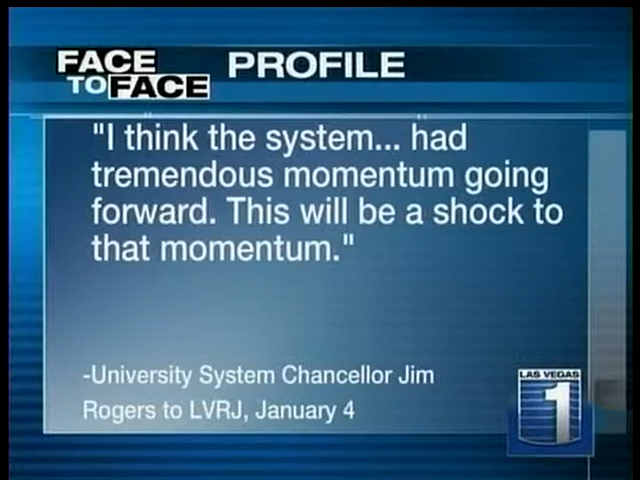 FACE
TO FACE
PROFILE
"I think the system... had
tremendous momentum going
forward. This will be a shock to
that momentum."
-University System Chancellor Jim
Rogers to LVRJ, January 4
LAS VEGAS
1